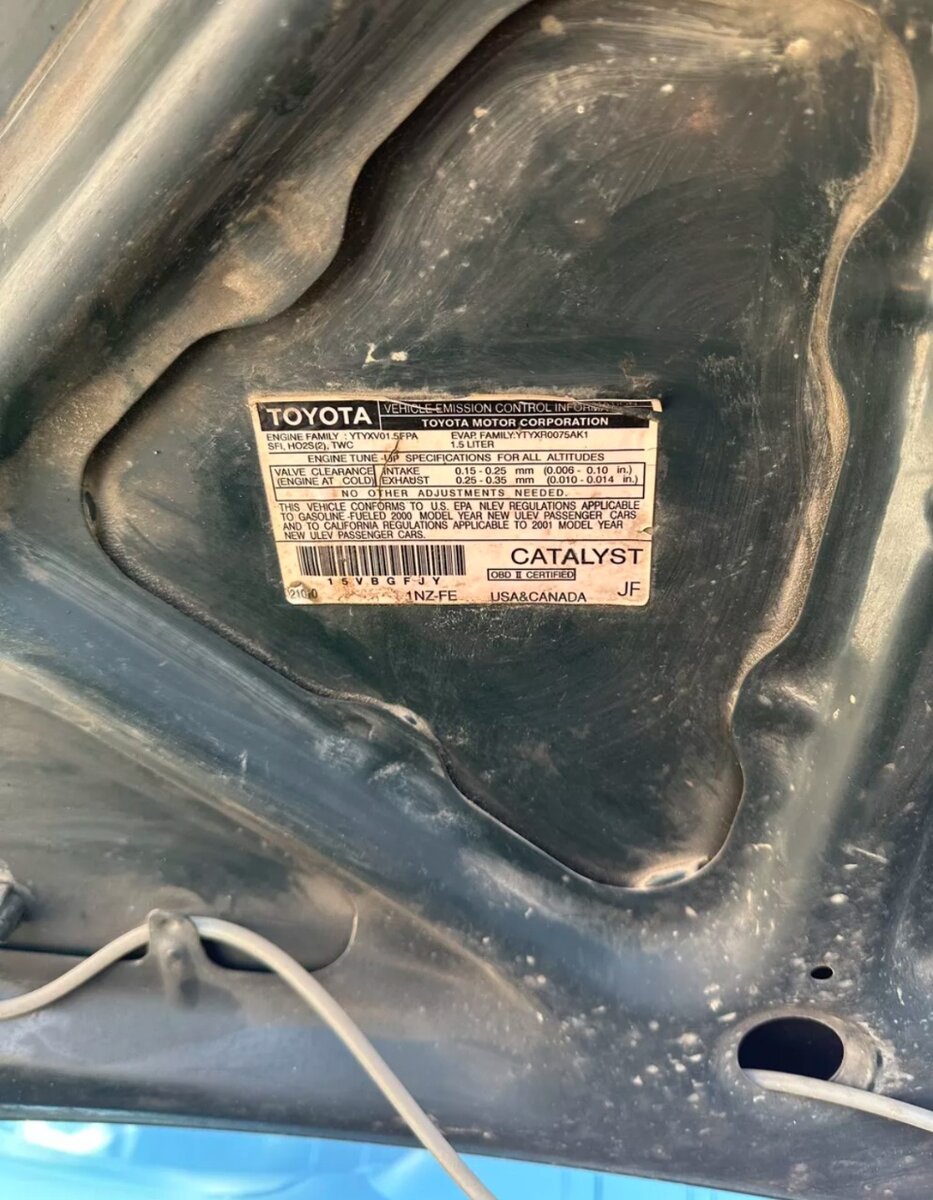 TOYOTA VEHICLE EMISSION CONTROL
TOYOTA MOTOR CORPORATION
ENGINE FAMILY : YTYXV01.5FPA EVAP. FAMILY:YTYXR0075AK1
SFI, HO2S(2), TWC 1.5 LITER
ENGINE TUNE-UP SPECIFICATIONS FOR ALL ALTITUDES
VALVE CLEARANCE INTAKE 0.15 - 0.25 mm (0.006 - 0.10 in.)
(ENGINE AT COLD) EXHAUST 0.25 - 0.35 mm (0.010 - 0.014 in.)
NO OTHER ADJUSTMENTS NEEDED.
THIS VEHICLE CONFORMS TO U.S. EPA NLEV REGULATIONS APPLICABLE
TO GASOLINE-FUELED 2000 MODEL YEAR NEW ULEV PASSENGER CARS
AND TO CALIFORNIA REGULATIONS APPLICABLE TO 2001 MODEL YEAR
NEW ULEV PASSENGER CARS.
CATALYST
OBD II CERTIFIED
15VBGFJY
1NZ-FE USA&CANADA JF